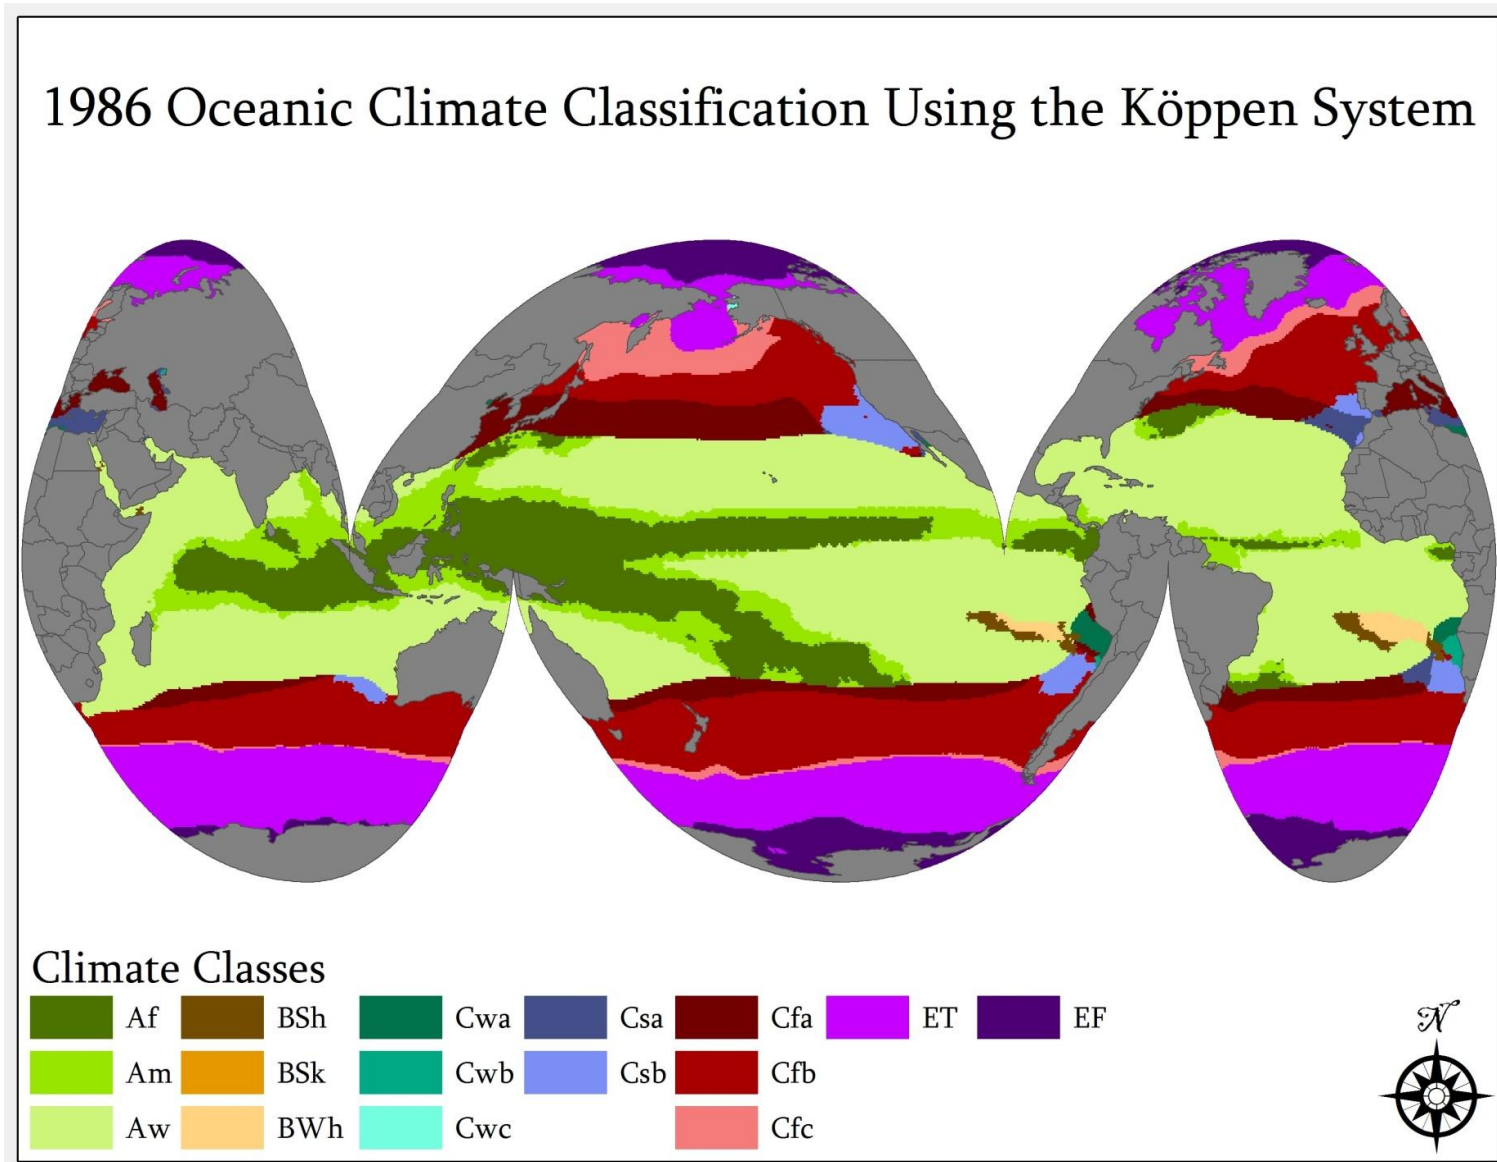 1986 Oceanic Climate Classification Using the Köppen System
Climate Classes
Af BSh Cwa Csa Cfa ET EF
Am BSk Cwb Csb Cfb
Aw BWh Cwc Cfc
N